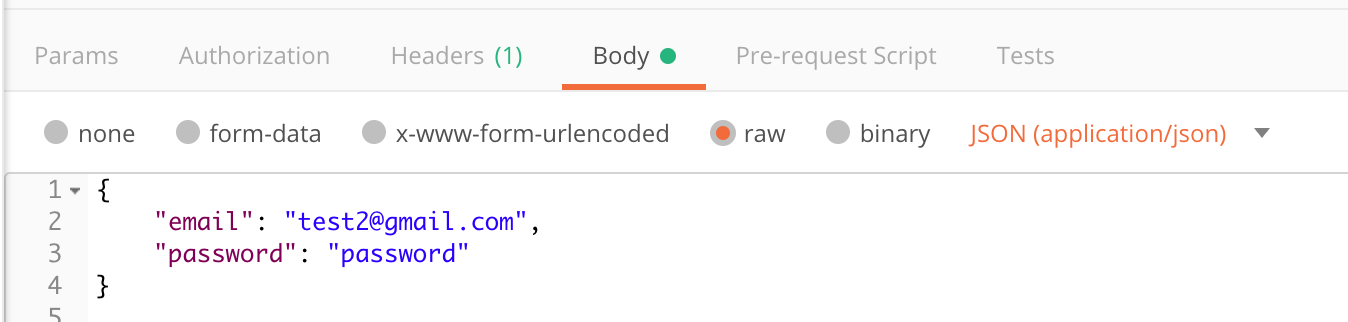 Params Authorization Headers (1) Body Pre-request Script Tests
none form-data x-www-form-urlencoded raw binary JSON (application/json)
1 {
2 "email": "test2@gmail.com",
3 "password": "password"
4 }
5